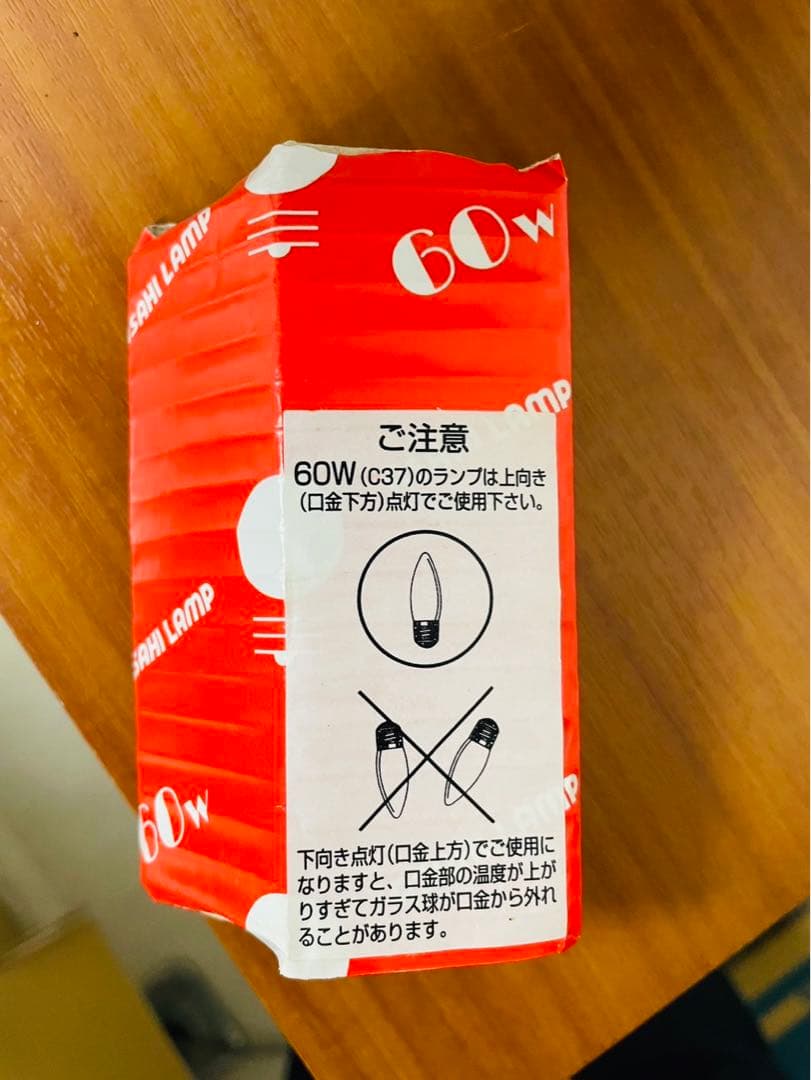 60w
ASAHI LAMP
LAMP
ご注意
60W(C37)のランプは上向き
(口金下方)点灯でご使用下さい。
ASAHI LAMP
60w
下向き点灯(口金上方)でご使用に
なりますと、口金部の温度が上が
りすぎてガラス球が口金から外れ
ることがあります。